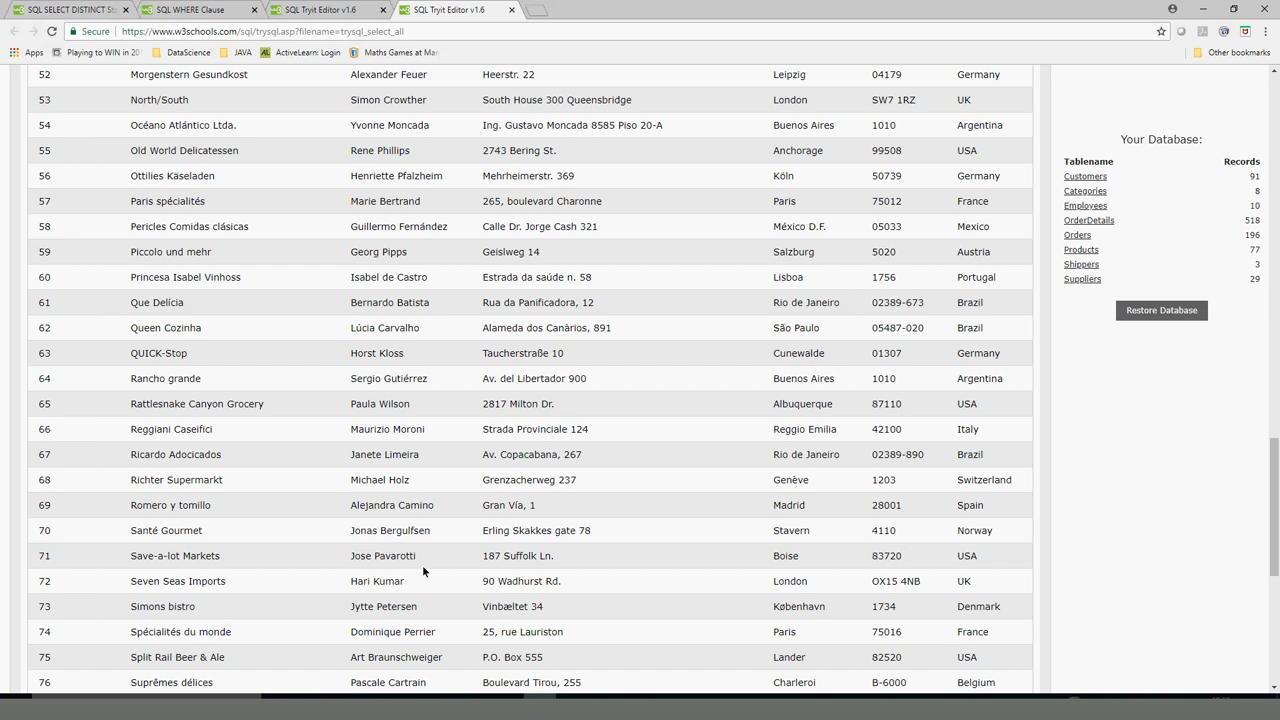 SQL SELECT DISTINCT St
SQL WHERE Clause
SQL Tryit Editor v1.6
SQL Tryit Editor v1.6
Secure https://www.w3schools.com/sql/trysql.asp?filename=trysql_select_all
Apps Playing to WIN in 20 DataScience JAVA AL ActiveLearn: Login Maths Games at Man Other bookmarks
52 Morgenstern Gesundkost Alexander Feuer Heerstr. 22 Leipzig 04179 Germany
53 North/South Simon Crowther South House 300 Queensbridge London SW7 1RZ UK
54 Océano Atlántico Ltda. Yvonne Moncada Ing. Gustavo Moncada 8585 Piso 20-A Buenos Aires 1010 Argentina
55 Old World Delicatessen Rene Phillips 2743 Bering St. Anchorage 99508 USA
56 Ottilies Käseladen Henriette Pfalzheim Mehrheimerstr. 369 Köln 50739 Germany
57 Paris spécialités Marie Bertrand 265, boulevard Charonne Paris 75012 France
58 Pericles Comidas clásicas Guillermo Fernández Calle Dr. Jorge Cash 321 México D.F. 05033 Mexico
59 Piccolo und mehr Georg Pipps Geislweg 14 Salzburg 5020 Austria
60 Princesa Isabel Vinhoss Isabel de Castro Estrada da saúde n. 58 Lisboa 1756 Portugal
61 Que Delícia Bernardo Batista Rua da Panificadora, 12 Rio de Janeiro 02389-673 Brazil
62 Queen Cozinha Lúcia Carvalho Alameda dos Canàrios, 891 São Paulo 05487-020 Brazil
63 QUICK-Stop Horst Kloss Taucherstraße 10 Cunewalde 01307 Germany
64 Rancho grande Sergio Gutiérrez Av. del Libertador 900 Buenos Aires 1010 Argentina
65 Rattlesnake Canyon Grocery Paula Wilson 2817 Milton Dr. Albuquerque 87110 USA
66 Reggiani Caseifici Maurizio Moroni Strada Provinciale 124 Reggio Emilia 42100 Italy
67 Ricardo Adocicados Janete Limeira Av. Copacabana, 267 Rio de Janeiro 02389-890 Brazil
68 Richter Supermarkt Michael Holz Grenzacherweg 237 Genève 1203 Switzerland
69 Romero y tomillo Alejandra Camino Gran Vía, 1 Madrid 28001 Spain
70 Santé Gourmet Jonas Bergulfsen Erling Skakkes gate 78 Stavern 4110 Norway
71 Save-a-lot Markets Jose Pavarotti 187 Suffolk Ln. Boise 83720 USA
72 Seven Seas Imports Hari Kumar 90 Wadhurst Rd. London OX15 4NB UK
73 Simons bistro Jytte Petersen Vinbæltet 34 København 1734 Denmark
74 Spécialités du monde Dominique Perrier 25, rue Lauriston Paris 75016 France
75 Split Rail Beer & Ale Art Braunschweiger P.O. Box 555 Lander 82520 USA
76 Suprêmes délices Pascale Cartrain Boulevard Tirou, 255 Charleroi B-6000 Belgium
Your Database:
Tablename Records
Customers 91
Categories 8
Employees 10
OrderDetails 518
Orders 196
Products 77
Shippers 3
Suppliers 29
Restore Database